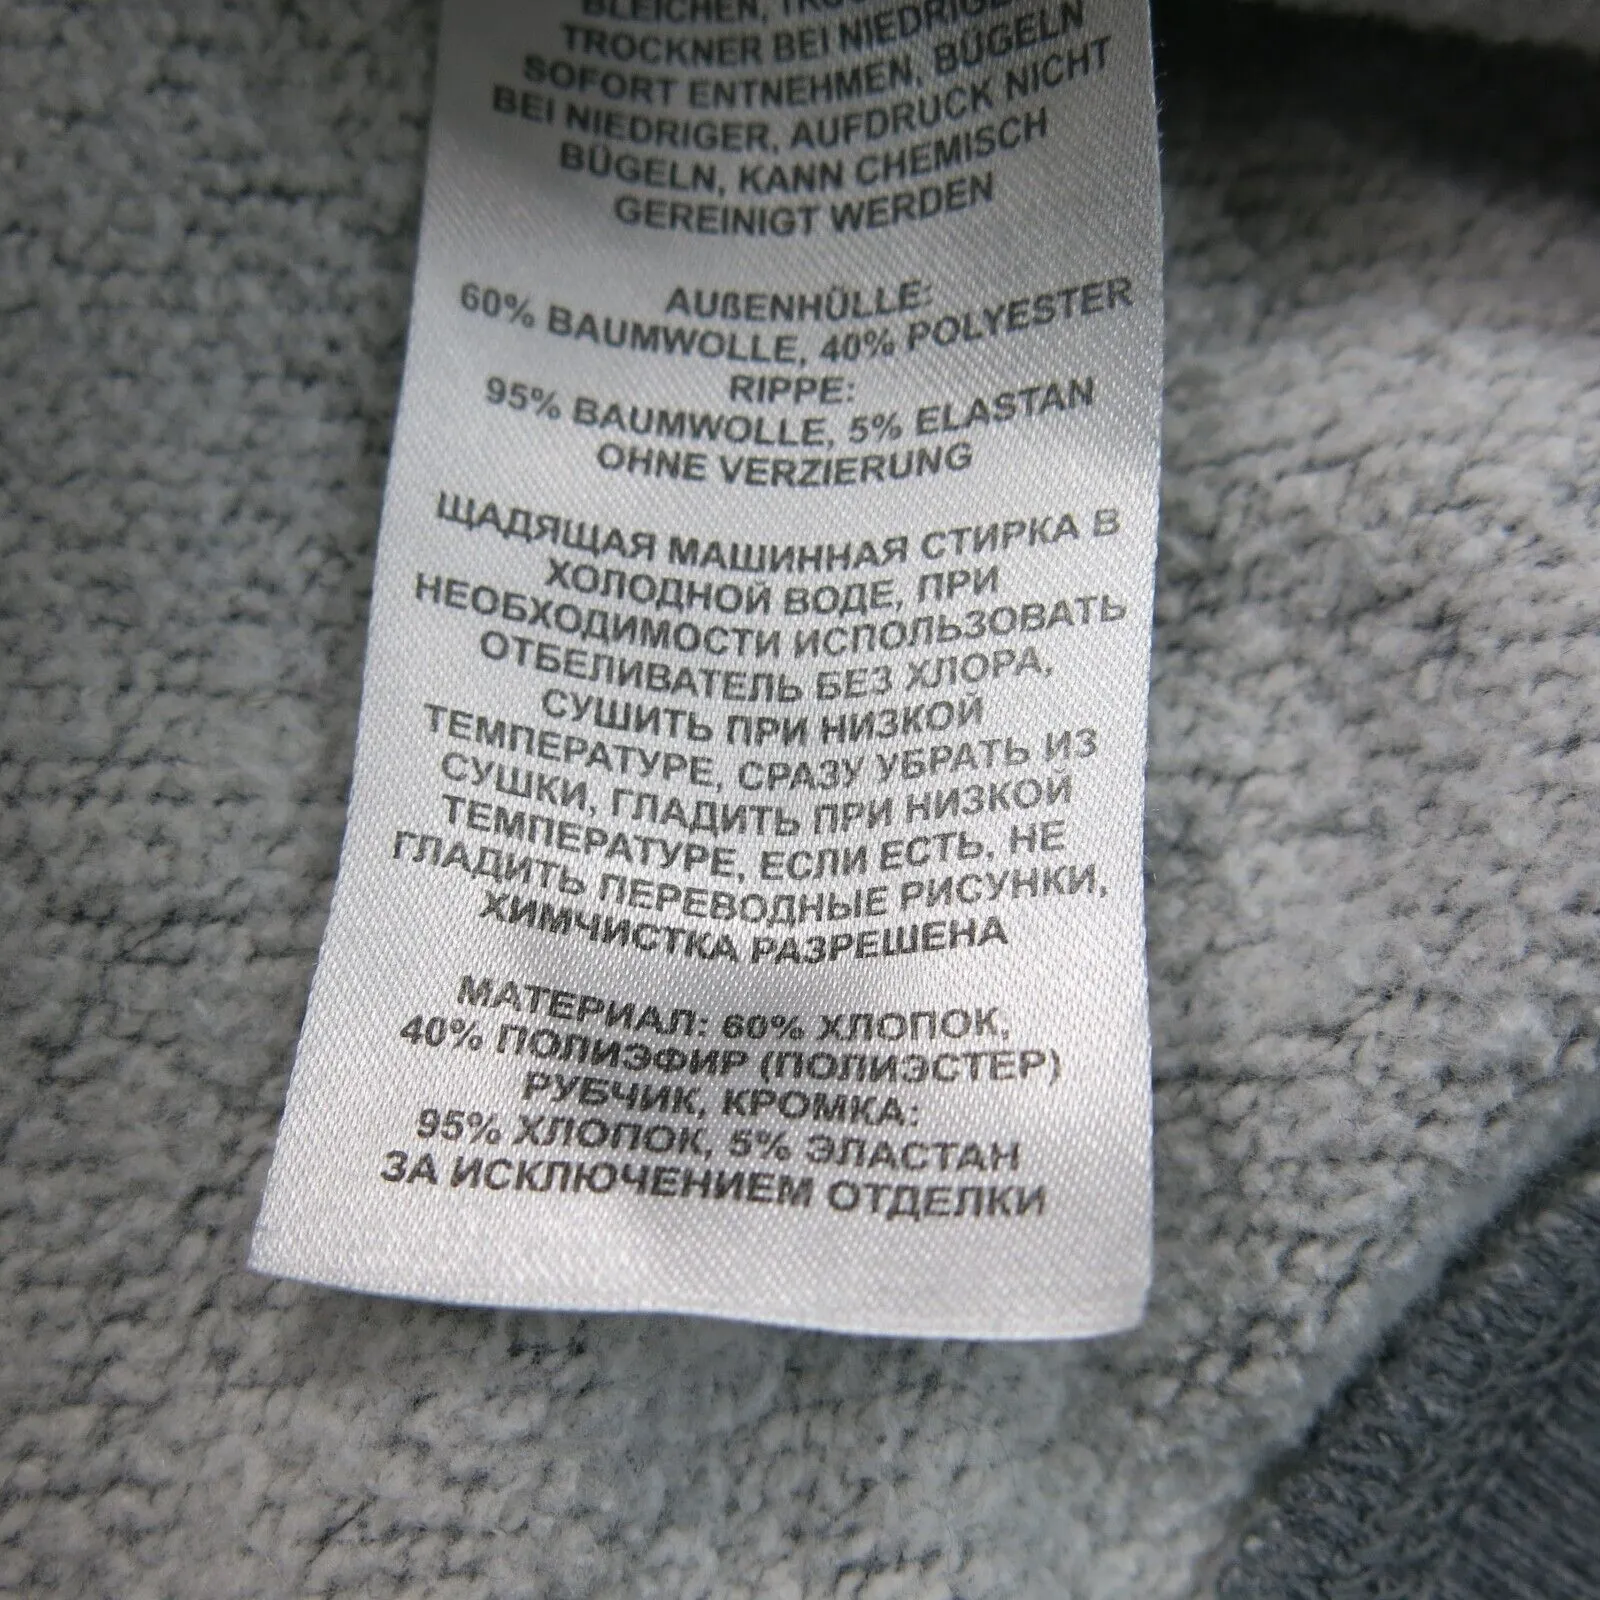 BLEICHEN,
TROCKNER BEI
SOFORT ENTNEHMEN, BÜGELN
BEI NIEDRIGER, AUFDRUCK NICHT
BÜGELN, KANN CHEMISCH
GEREINIGT WERDEN
AUßENHÜLLE:
60% BAUMWOLLE, 40% POLYESTER
RIPPE:
95% BAUMWOLLE, 5% ELASTAN
OHNE VERZIERUNG
ЩАДЯЩАЯ МАШИННАЯ СТИРКА В
ХОЛОДНОЙ ВОДЕ, ПРИ
НЕОБХОДИМОСТИ ИСПОЛЬЗОВАТЬ
ОТБЕЛИВАТЕЛЬ БЕЗ ХЛОРА,
СУШИТЬ ПРИ НИЗКОЙ
ТЕМПЕРАТУРЕ, СРАЗУ УБРАТЬ ИЗ
СУШКИ, ГЛАДИТЬ ПРИ НИЗКОЙ
ТЕМПЕРАТУРЕ, ЕСЛИ ЕСТЬ, НЕ
ГЛАДИТЬ ПЕРЕВОДНЫЕ РИСУНКИ,
ХИМЧИСТКА РАЗРЕШЕНА
МАТЕРИАЛ: 60% ХЛОПОК,
40% ПОЛИЭФИР (ПОЛИЭСТЕР)
РУБЧИК, КРОМКА:
95% ХЛОПОК, 5% ЭЛАСТАН
ЗА ИСКЛЮЧЕНИЕМ ОТДЕЛКИ